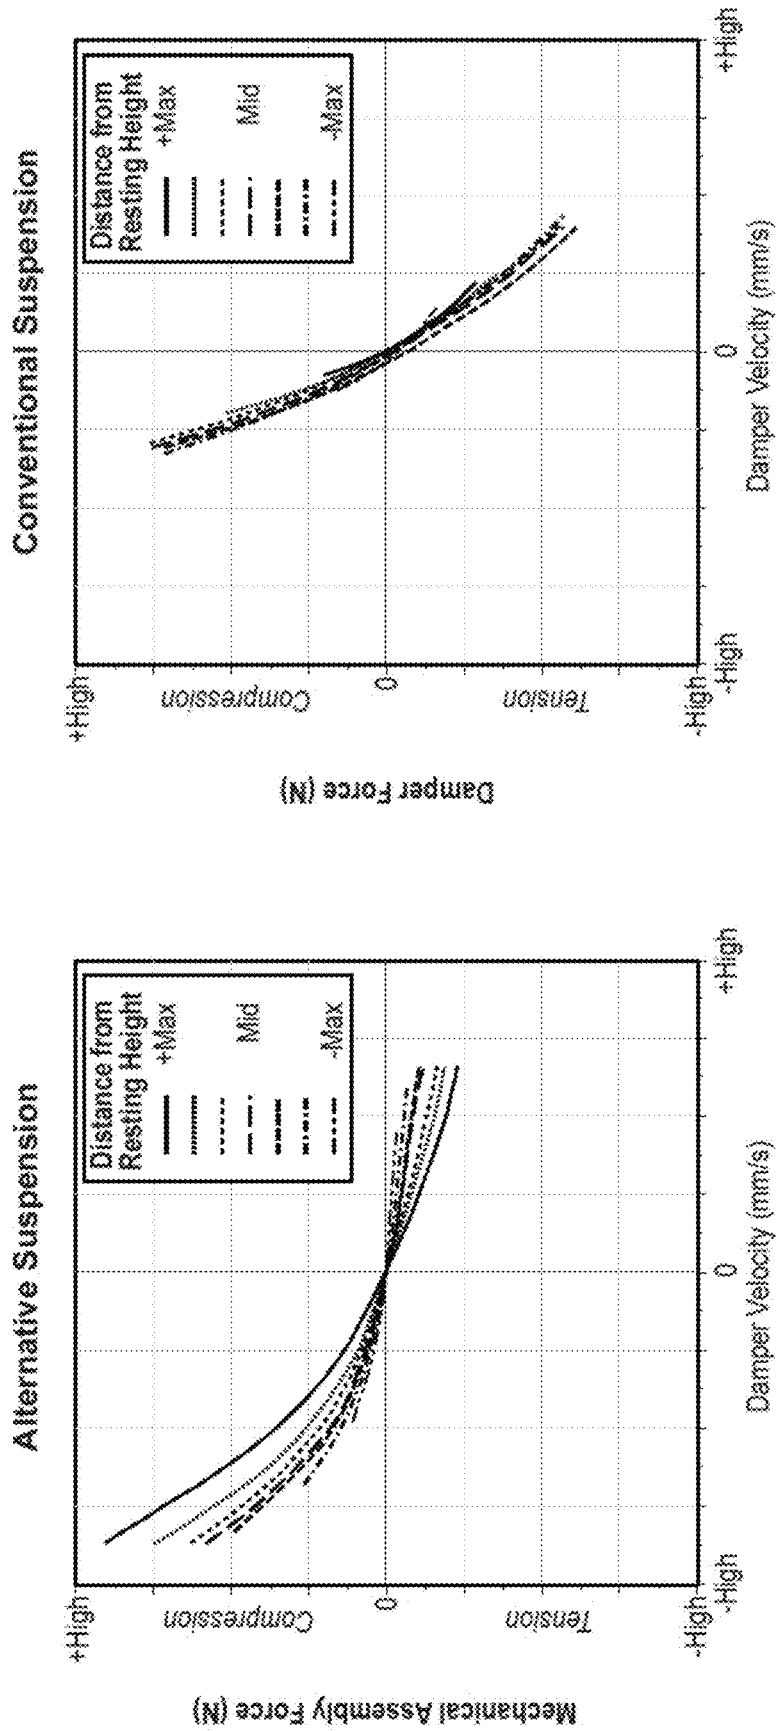 Alternative Suspension
Mechanical Assembly Force (N)
+High
Compression
0
Tension
-High
-High
0
+High
Damper Velocity (mm/s)
Distance from
Resting Height
+Max
Mid
-Max
Conventional Suspension
Damper Force (N)
+High
Compression
0
Tension
-High
-High
0
+High
Damper Velocity (mm/s)
Distance from
Resting Height
+Max
Mid
-Max